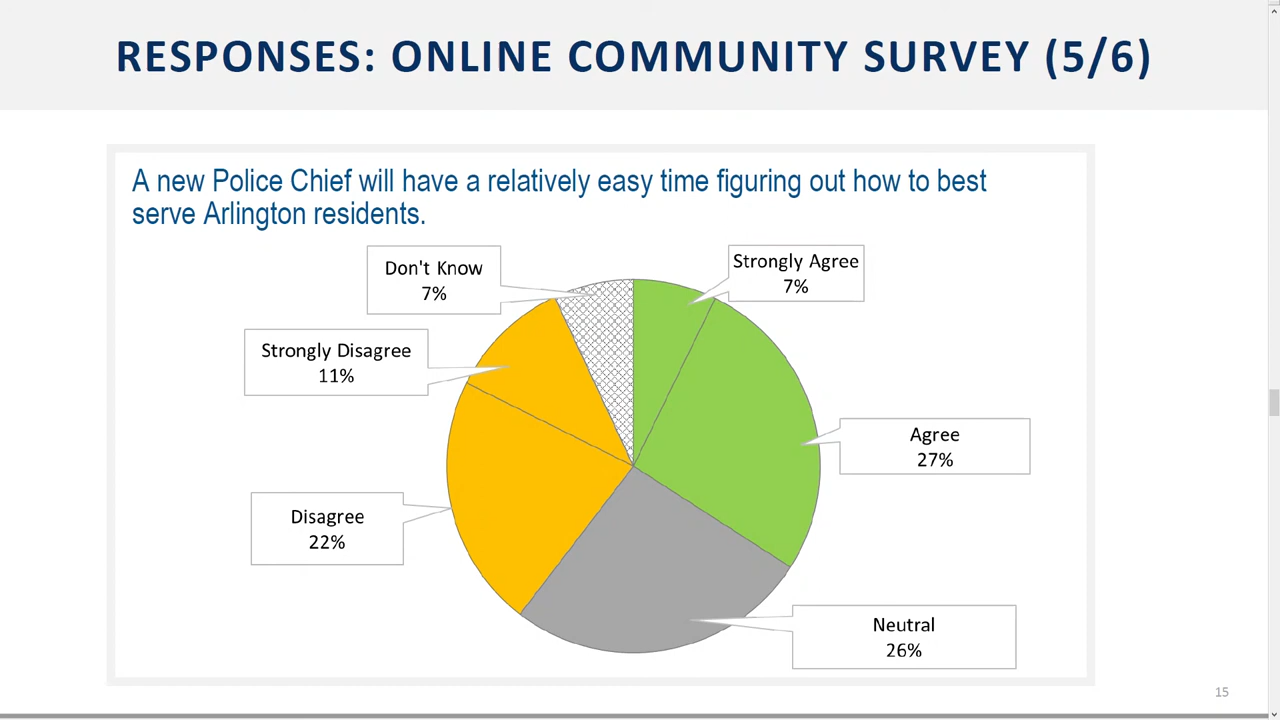 RESPONSES: ONLINE COMMUNITY SURVEY (5/6)
A new Police Chief will have a relatively easy time figuring out how to best
serve Arlington residents.
Don't Know
7%
Strongly Agree
7%
Strongly Disagree
11%
Agree
27%
Disagree
22%
Neutral
26%
15